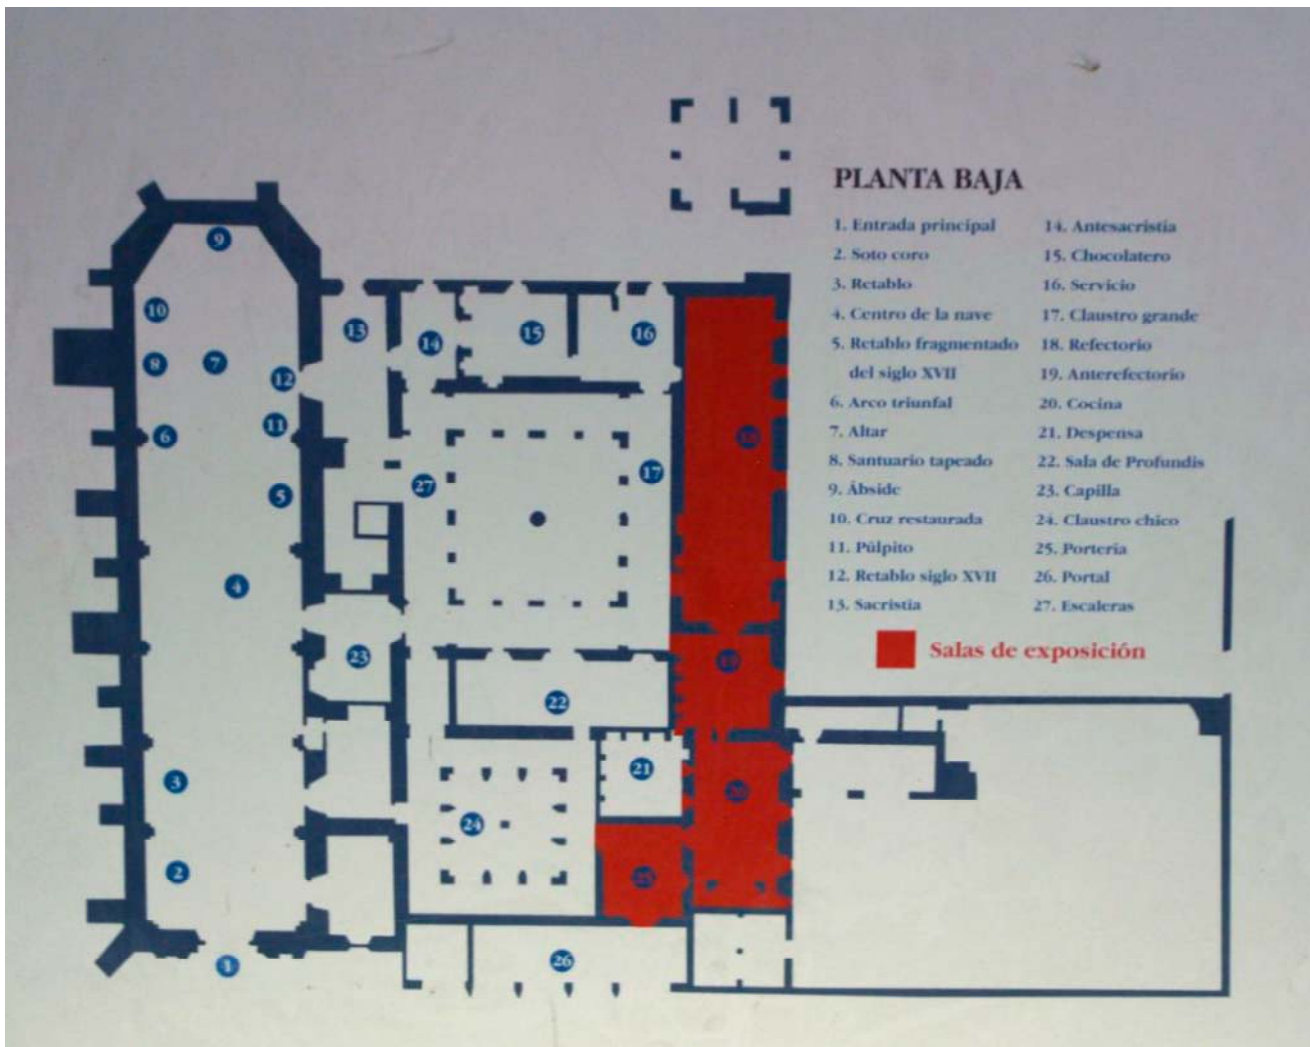 PLANTA BAJA
1. Entrada principal
2. Soto coro
3. Retablo
4. Centro de la nave
5. Retablo fragmentado
del siglo XVII
6. Arco triunfal
7. Altar
8. Santuario tapeado
9. Ábside
10. Cruz restaurada
11. Púlpito
12. Retablo siglo XVII
13. Sacristía
14. Antesacristía
15. Chocolatero
16. Servicio
17. Claustro grande
18. Refectorio
19. Anterefectorio
20. Cocina
21. Despensa
22. Sala de Profundis
23. Capilla
24. Claustro chico
25. Portería
26. Portal
27. Escaleras
Salas de exposición
9
10
13
14
15
16
8
7
12
11
6
18
17
27
5
4
23
19
22
21
3
20
24
2
25
26
1